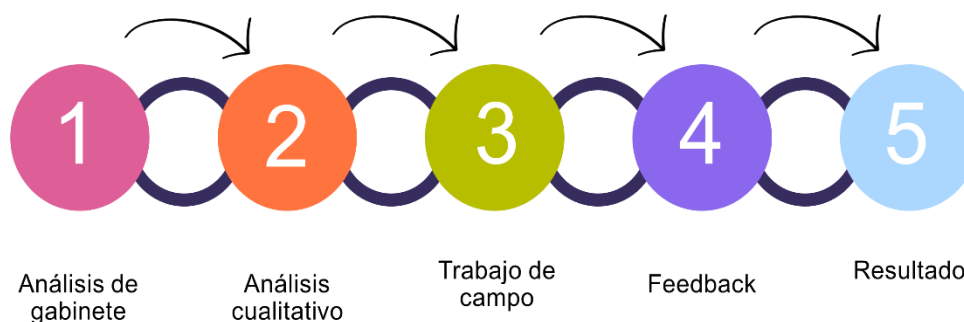 1
2
3
4
5
Análisis de
gabinete
Análisis
cualitativo
Trabajo de
campo
Feedback
Resultado